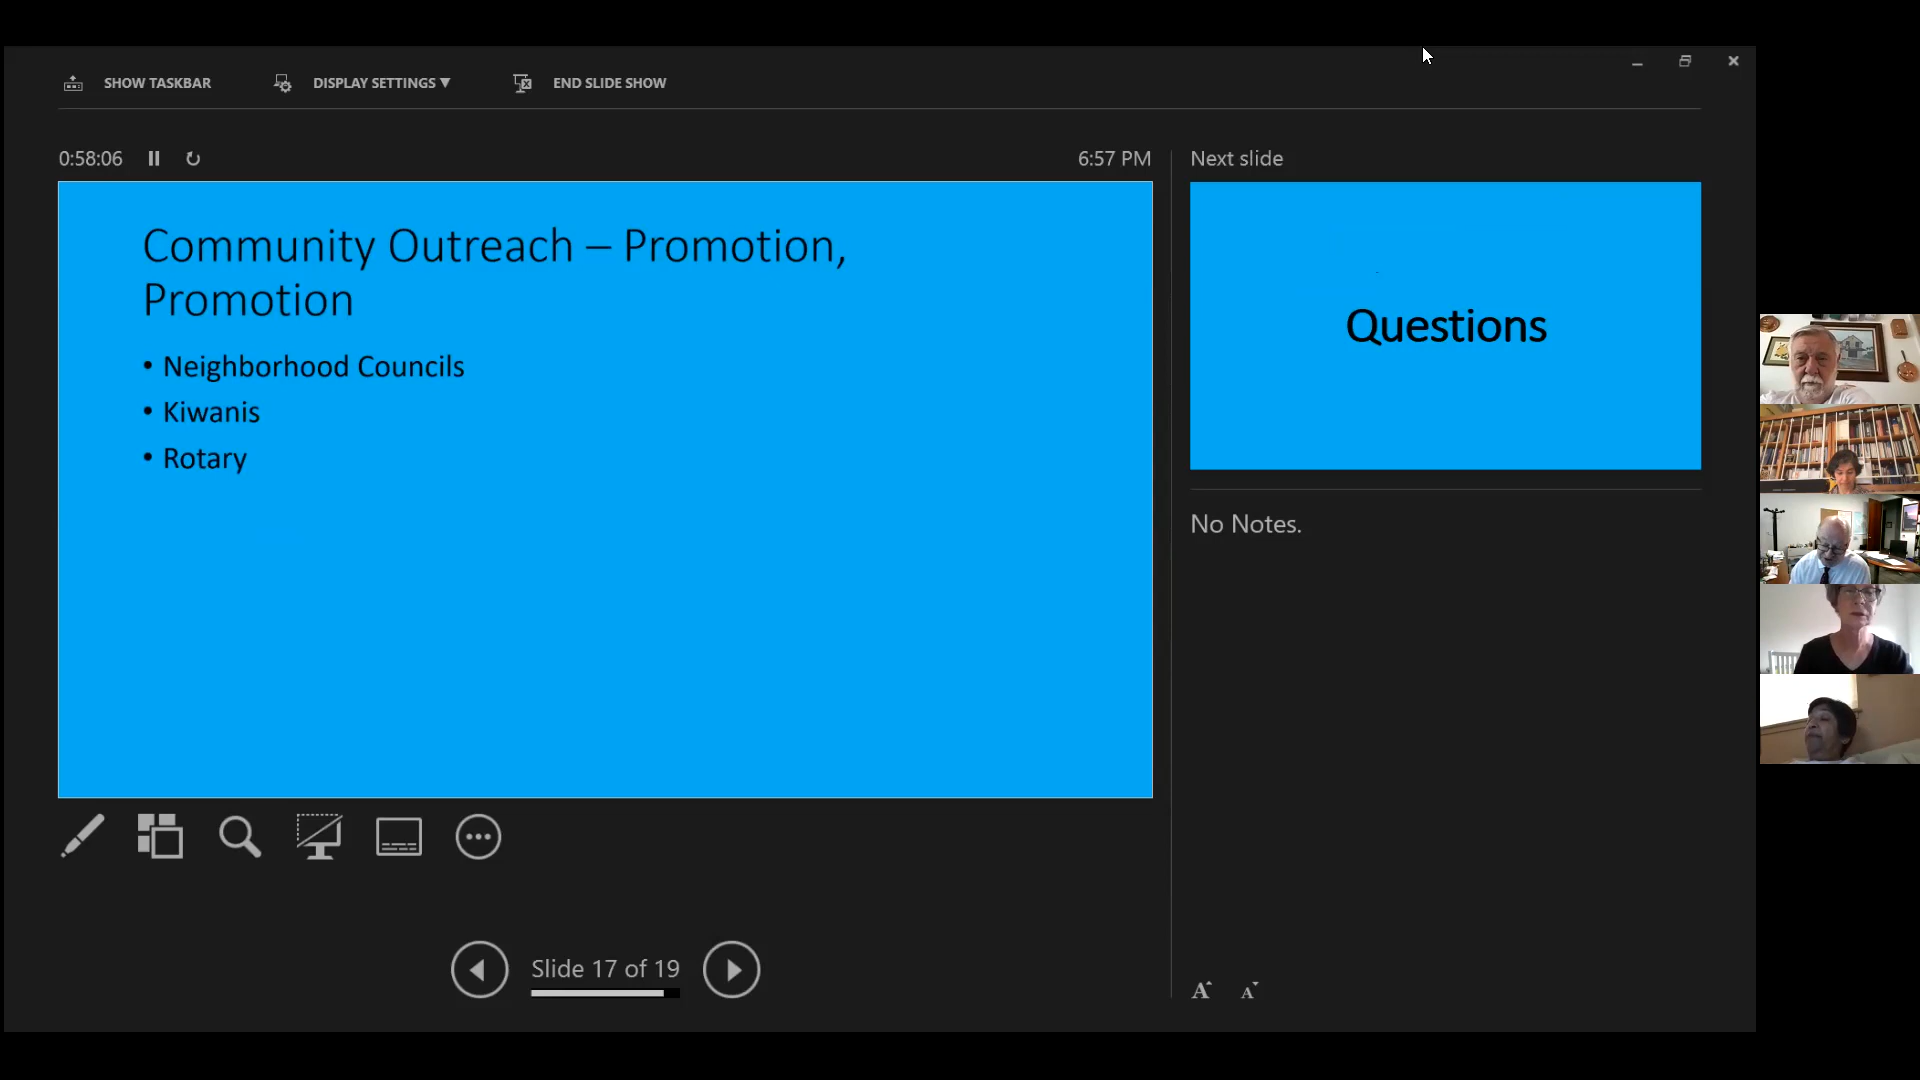 SHOW TASKBAR
DISPLAY SETTINGS ▼
END SLIDE SHOW
0:58:06
6:57 PM
Next slide
Community Outreach – Promotion,
Promotion
• Neighborhood Councils
• Kiwanis
• Rotary
Questions
No Notes.
Slide 17 of 19
A A